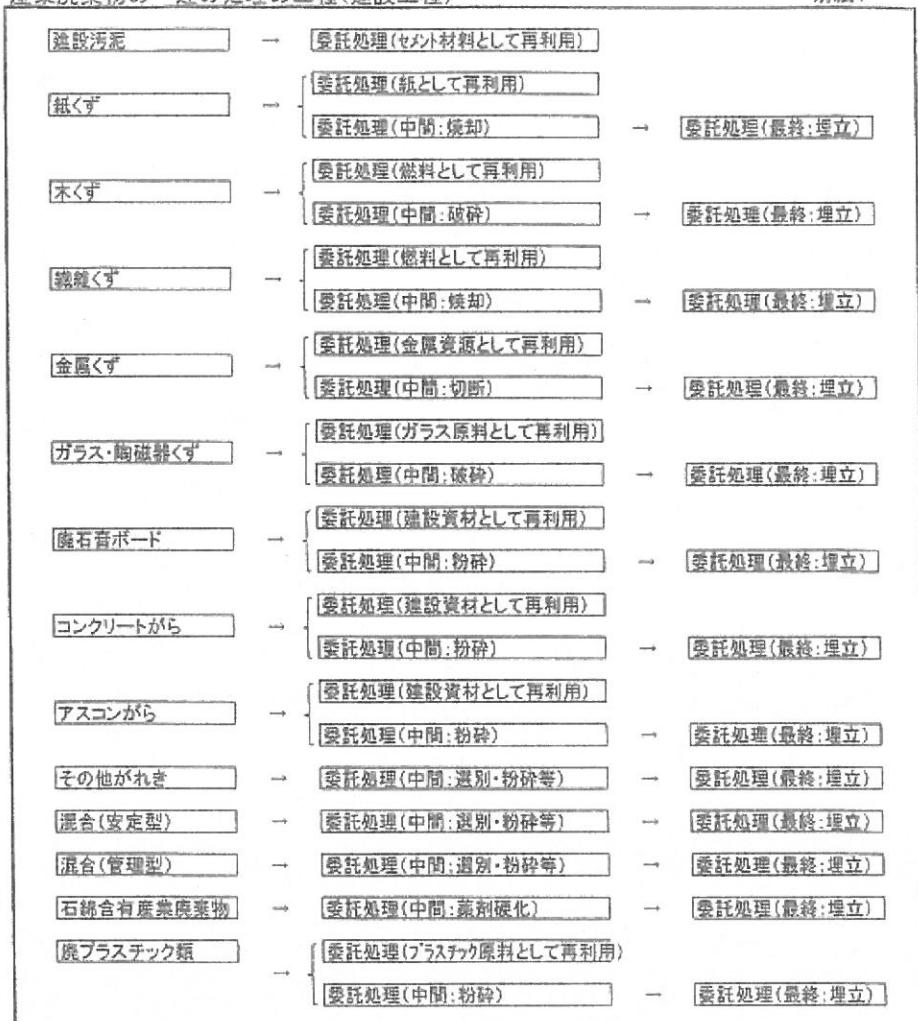 建設汚泥 → 委託処理(セメント材料として再利用)
紙くず → 委託処理(紙として再利用)
委託処理(中間:焼却) → 委託処理(最終:埋立)
木くず → 委託処理(燃料として再利用)
委託処理(中間:破砕) → 委託処理(最終:埋立)
繊維くず → 委託処理(燃料として再利用)
委託処理(中間:焼却) → 委託処理(最終:埋立)
金属くず → 委託処理(金属資源として再利用)
委託処理(中間:切断) → 委託処理(最終:埋立)
ガラス・陶磁器くず → 委託処理(ガラス原料として再利用)
委託処理(中間:破砕) → 委託処理(最終:埋立)
廃石膏ボード → 委託処理(建設資材として再利用)
委託処理(中間:粉砕) → 委託処理(最終:埋立)
コンクリートがら → 委託処理(建設資材として再利用)
委託処理(中間:粉砕) → 委託処理(最終:埋立)
アスコンがら → 委託処理(建設資材として再利用)
委託処理(中間:粉砕) → 委託処理(最終:埋立)
その他がれき → 委託処理(中間:選別・粉砕等) → 委託処理(最終:埋立)
混合(安定型) → 委託処理(中間:選別・粉砕等) → 委託処理(最終:埋立)
混合(管理型) → 委託処理(中間:選別・粉砕等) → 委託処理(最終:埋立)
石綿含有産業廃棄物 → 委託処理(中間:薬剤硬化) → 委託処理(最終:埋立)
廃プラスチック類 → 委託処理(プラスチック原料として再利用)
委託処理(中間:粉砕) → 委託処理(最終:埋立)